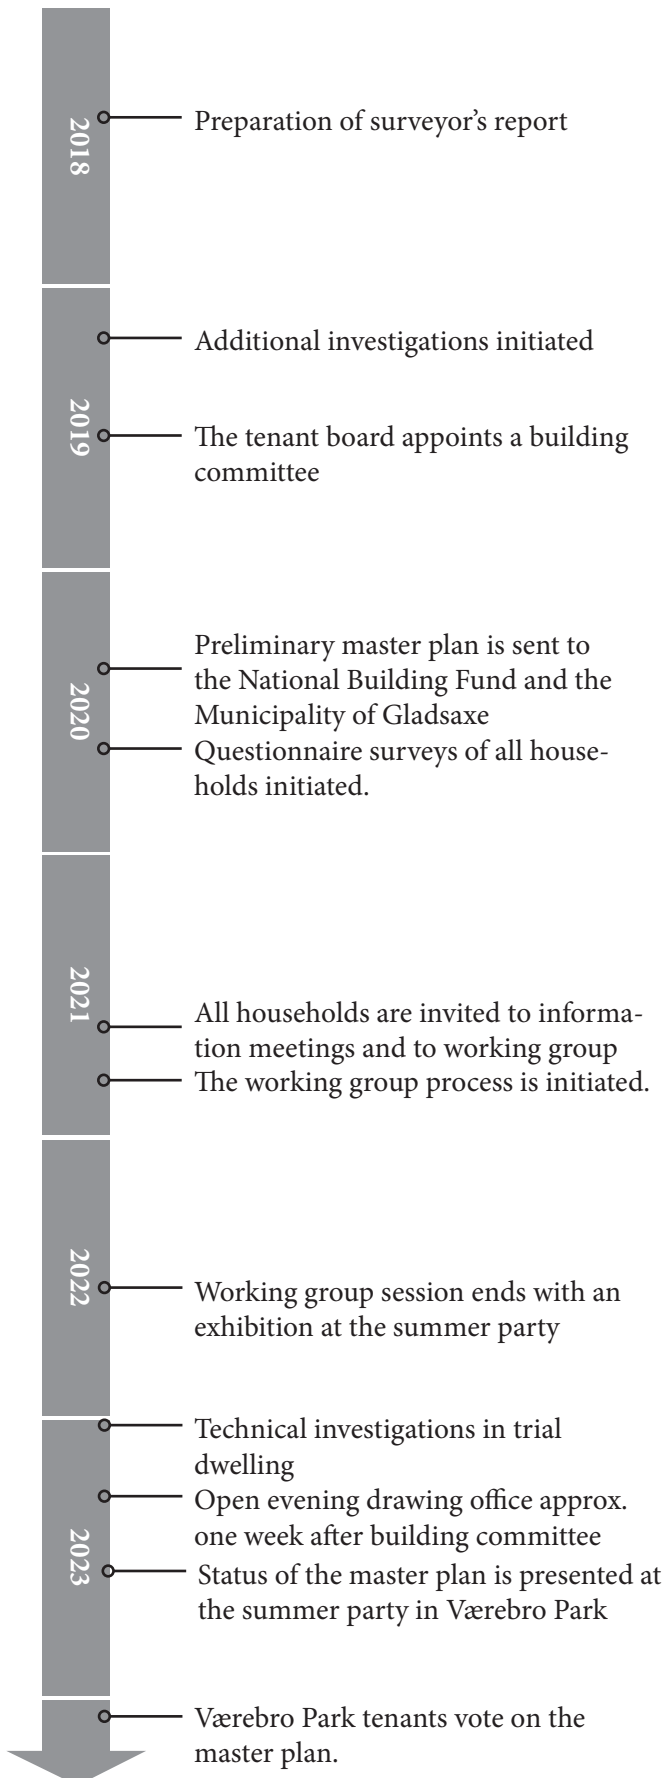 2018
Preparation of surveyor’s report
2019
Additional investigations initiated
The tenant board appoints a building
committee
2020
Preliminary master plan is sent to
the National Building Fund and the
Municipality of Gladsaxe
Questionnaire surveys of all house-
holds initiated.
2021
All households are invited to informa-
tion meetings and to working group
The working group process is initiated.
2022
Working group session ends with an
exhibition at the summer party
2023
Technical investigations in trial
dwelling
Open evening drawing office approx.
one week after building committee
Status of the master plan is presented at
the summer party in Værebro Park
Værebro Park tenants vote on the
master plan.